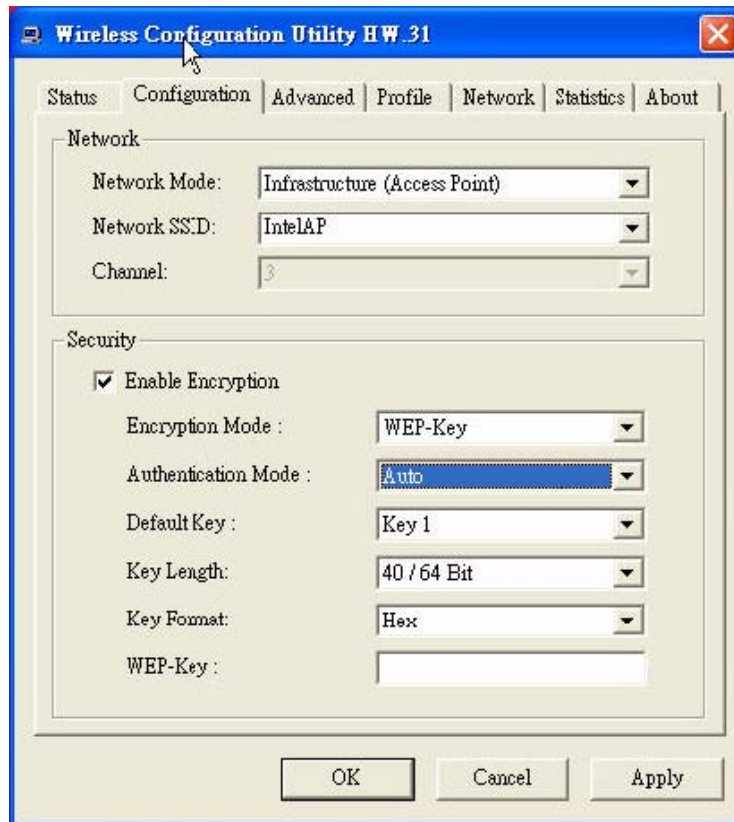 Wireless Configuration Utility HW.31
Status Configuration Advanced Profile Network Statistics About
Network
Network Mode: Infrastructure (Access Point)
Network SSID: IntelAP
Channel: 3
Security
Enable Encryption
Encryption Mode : WEP-Key
Authentication Mode : Auto
Default Key : Key 1
Key Length: 40 / 64 Bit
Key Format: Hex
WEP-Key :
OK Cancel Apply